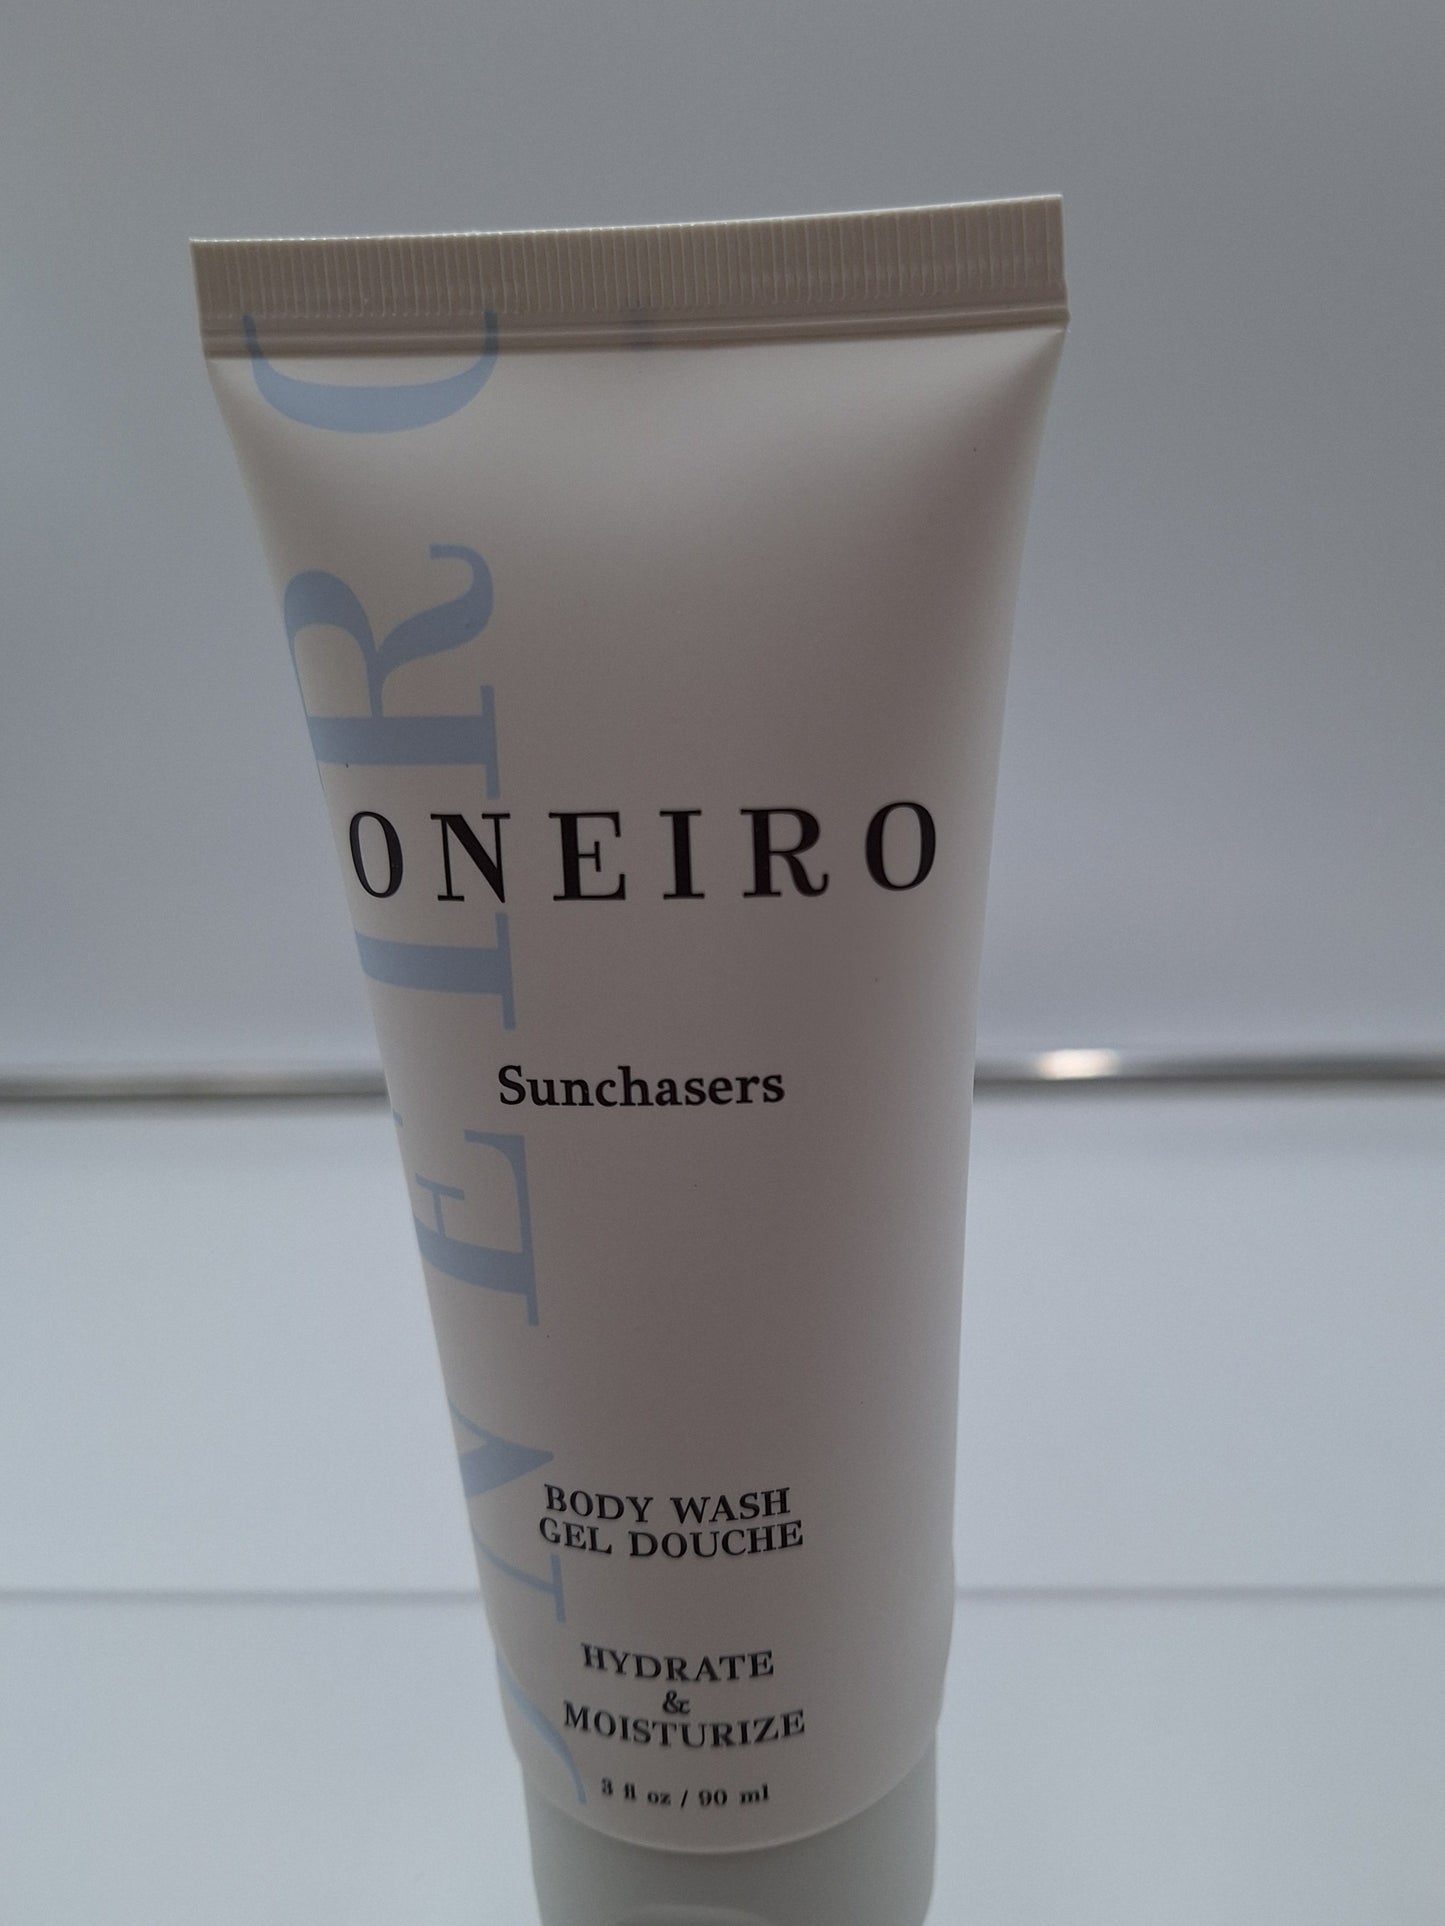 ONEIRO
Sunchasers
BODY WASH
GEL DOUCHE
HYDRATE
&
MOISTURIZE
3 fl oz / 90 ml